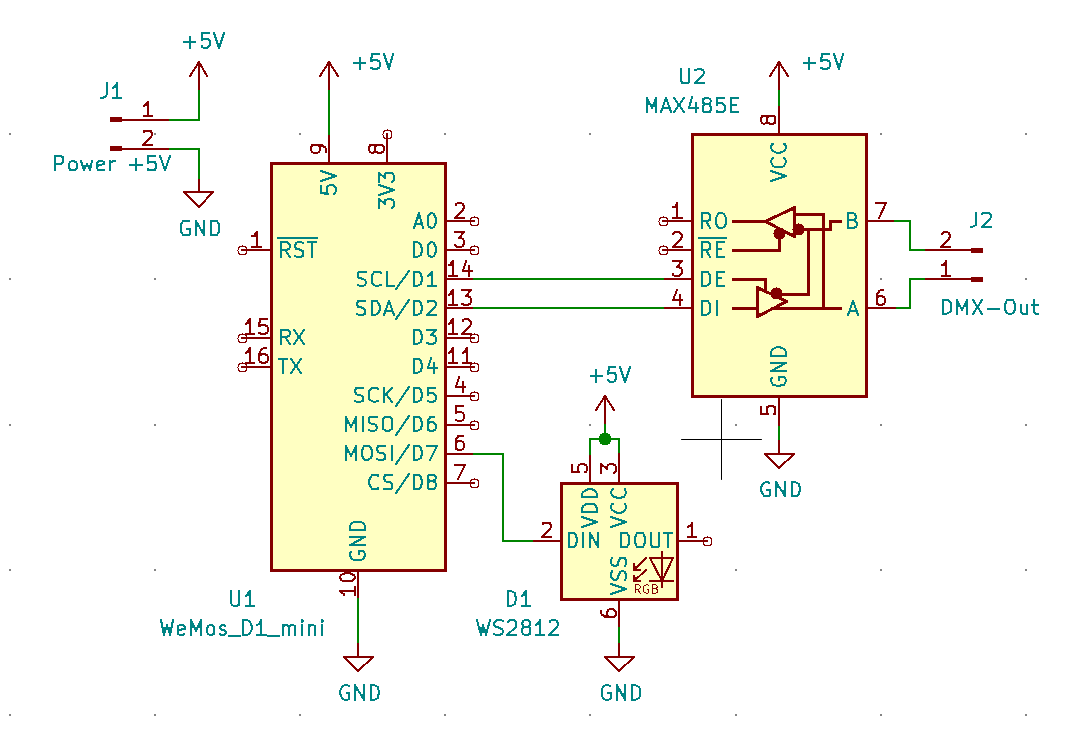 +5V
J1
1
2
Power +5V
GND
+5V
9
8
5V
3V3
1
RST
15
RX
16
TX
A0
2
D0
3
SCL/D1
14
SDA/D2
13
D3
12
D4
11
SCK/D5
4
MISO/D6
5
MOSI/D7
6
CS/D8
7
GND
10
U1
WeMos_D1_mini
GND
+5V
5
3
VDD
VCC
2
DIN
DOUT
1
VSS
RGB
6
D1
WS2812
GND
U2
MAX485E
+5V
8
VCC
1
RO
2
RE
3
DE
4
DI
B
7
A
6
GND
5
GND
J2
2
1
DMX-Out